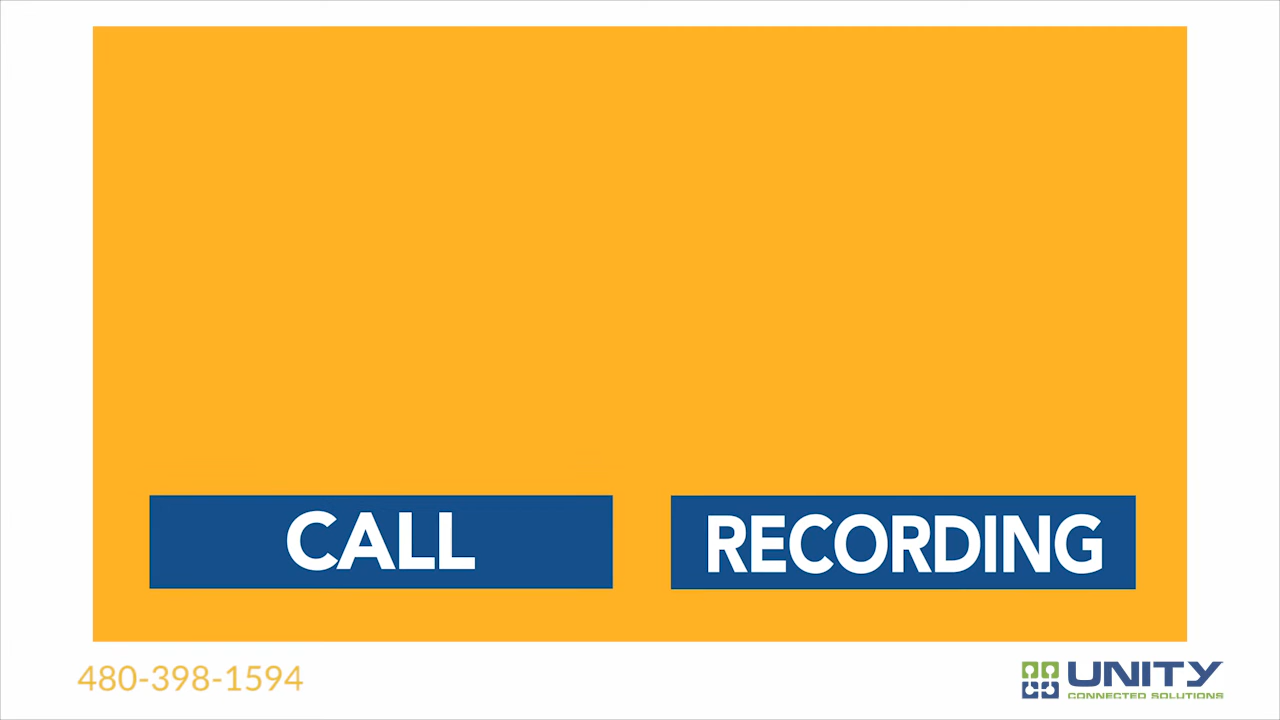 CALL
RECORDING
480-398-1594
UNITY
CONNECTED SOLUTIONS